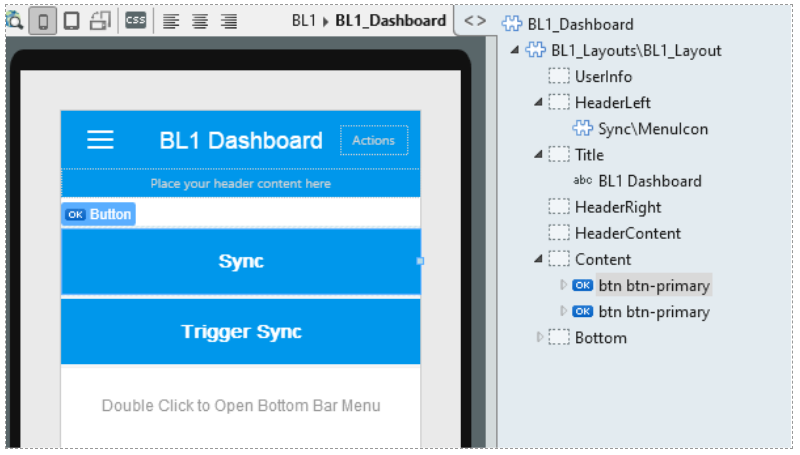 css
BL1 ▸ BL1_Dashboard
<>
BL1 Dashboard
Actions
Place your header content here
OK Button
Sync
Trigger Sync
Double Click to Open Bottom Bar Menu
BL1_Dashboard
BL1_Layouts\BL1_Layout
UserInfo
HeaderLeft
Sync\MenuIcon
Title
abc BL1 Dashboard
HeaderRight
HeaderContent
Content
OK btn btn-primary
OK btn btn-primary
Bottom